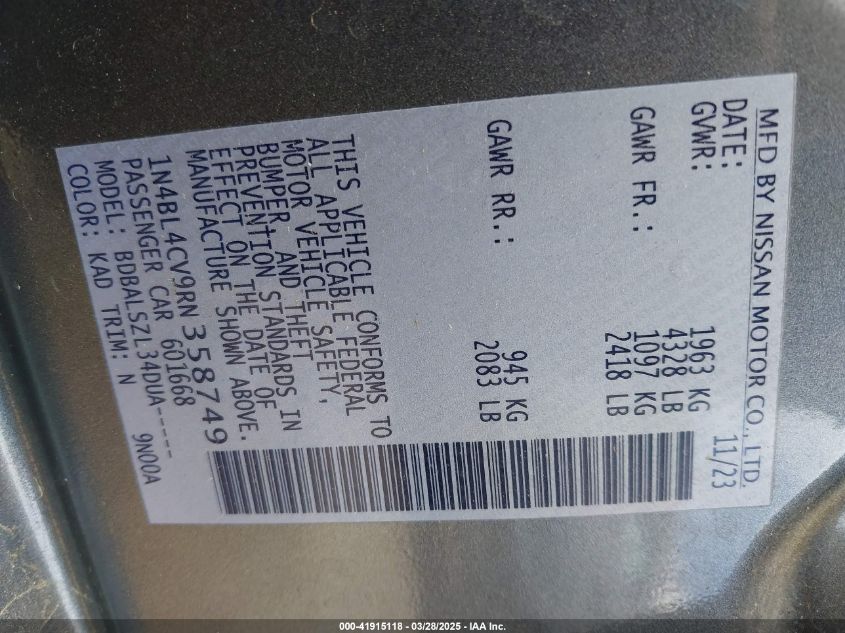 MFD BY NISSAN MOTOR CO., LTD.
DATE: 11/23
GVWR: 1963 KG
4328 LB
GAWR FR.: 1097 KG
2418 LB
GAWR RR.: 945 KG
2083 LB
THIS VEHICLE CONFORMS TO
ALL APPLICABLE FEDERAL
MOTOR VEHICLE SAFETY,
BUMPER AND THEFT
PREVENTION STANDARDS IN
EFFECT ON THE DATE OF
MANUFACTURE SHOWN ABOVE.
1N4BL4CV9RN358749
PASSENGER CAR 601668
MODEL: BDBALSZL34DUA-----
COLOR: KAD TRIM: N 9N00A
000-41915118 - 03/28/2025 - IAA Inc.